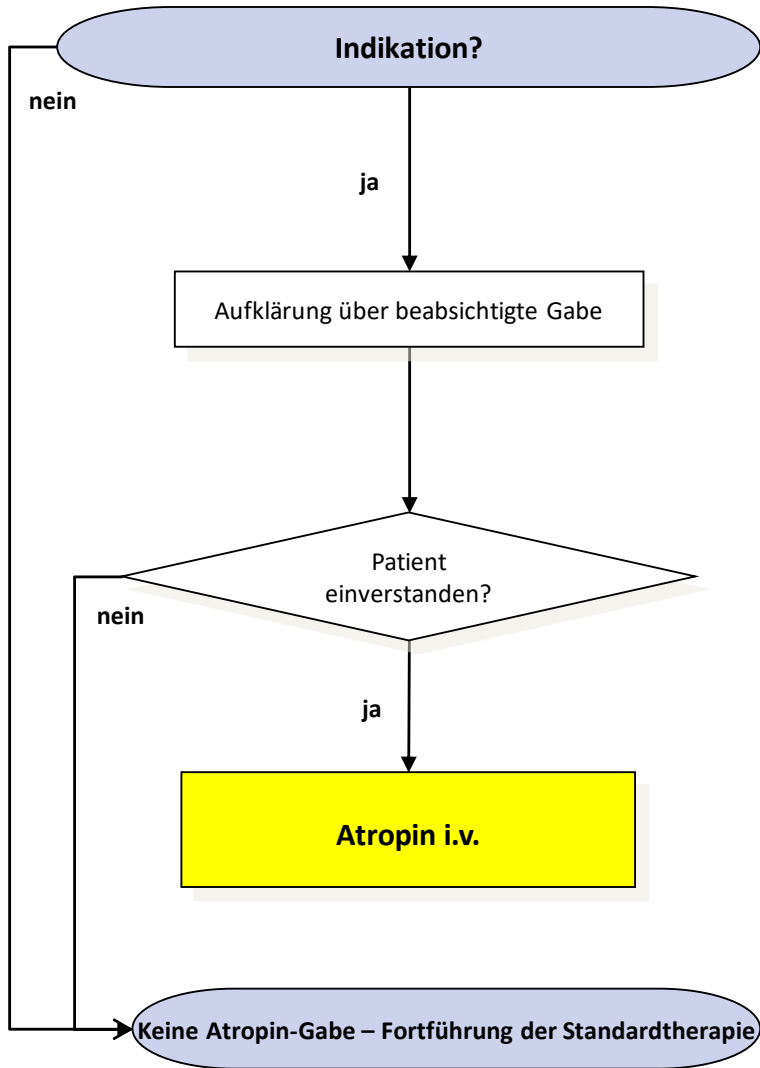 Indikation?
nein
ja
Aufklärung über beabsichtigte Gabe
Patient
einverstanden?
nein
ja
Atropin i.v.
Keine Atropin-Gabe – Fortführung der Standardtherapie